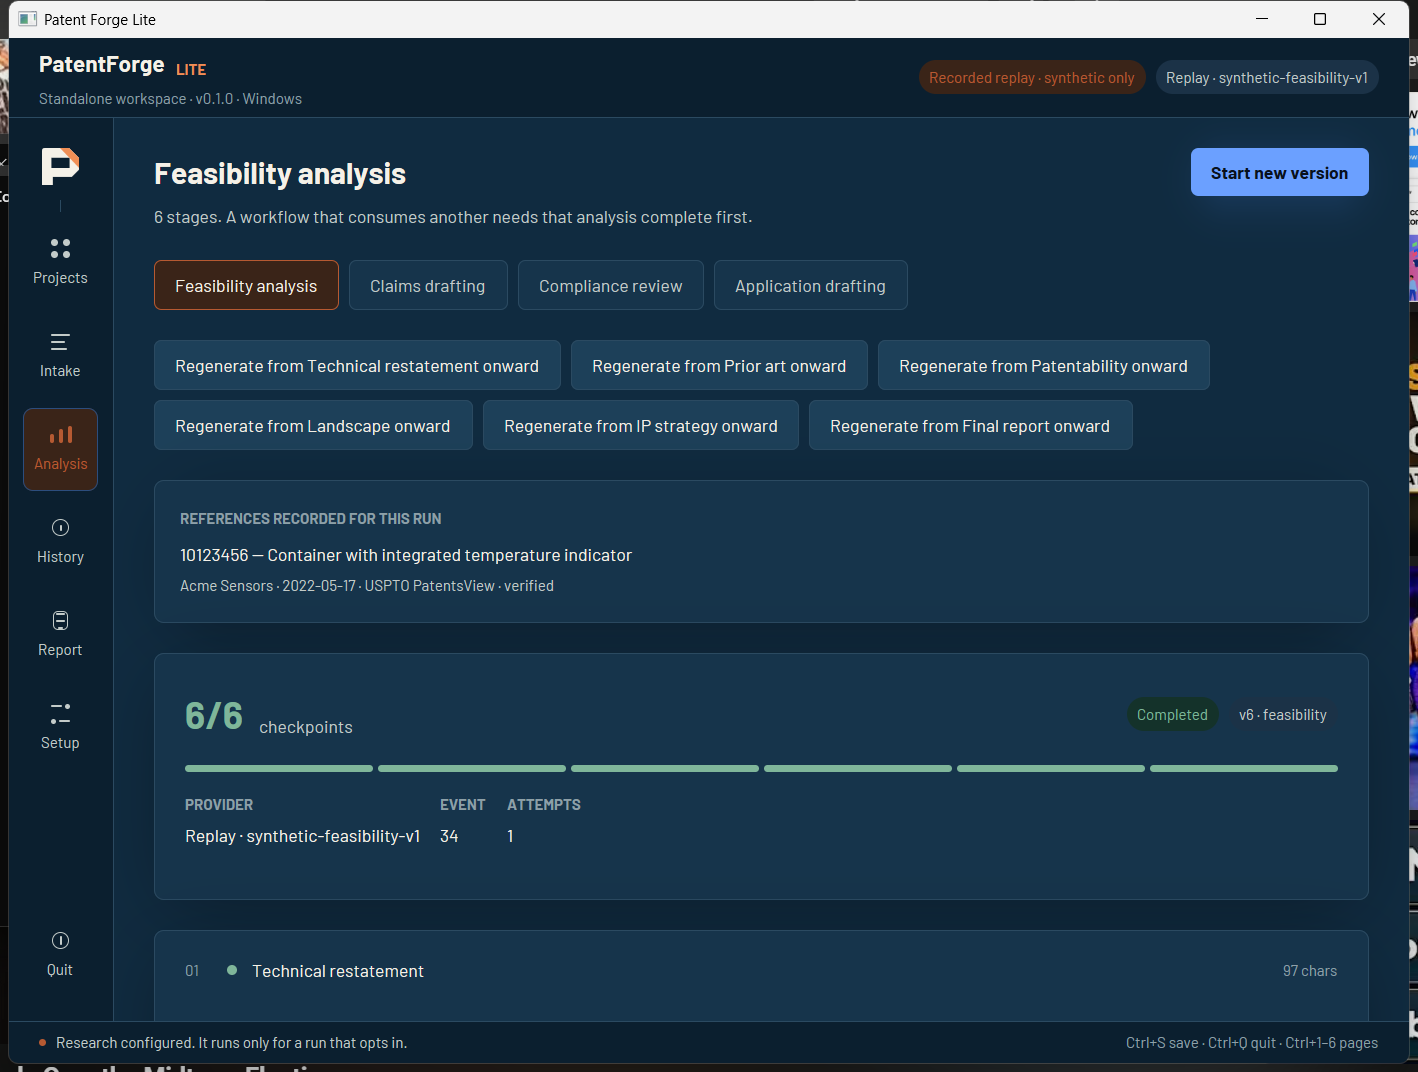 Patent Forge Lite
PatentForge LITE
Recorded replay · synthetic only
Replay · synthetic-feasibility-v1
Standalone workspace · v0.1.0 · Windows
Projects
Intake
Analysis
History
Report
Setup
Quit
Feasibility analysis
Start new version
6 stages. A workflow that consumes another needs that analysis complete first.
Feasibility analysis
Claims drafting
Compliance review
Application drafting
Regenerate from Technical restatement onward
Regenerate from Prior art onward
Regenerate from Patentability onward
Regenerate from Landscape onward
Regenerate from IP strategy onward
Regenerate from Final report onward
REFERENCES RECORDED FOR THIS RUN
10123456 — Container with integrated temperature indicator
Acme Sensors · 2022-05-17 · USPTO PatentsView · verified
6/6 checkpoints
Completed
v6 · feasibility
PROVIDER EVENT ATTEMPTS
Replay · synthetic-feasibility-v1 34 1
01 Technical restatement 97 chars
Research configured. It runs only for a run that opts in.
Ctrl+S save · Ctrl+Q quit · Ctrl+1–6 pages